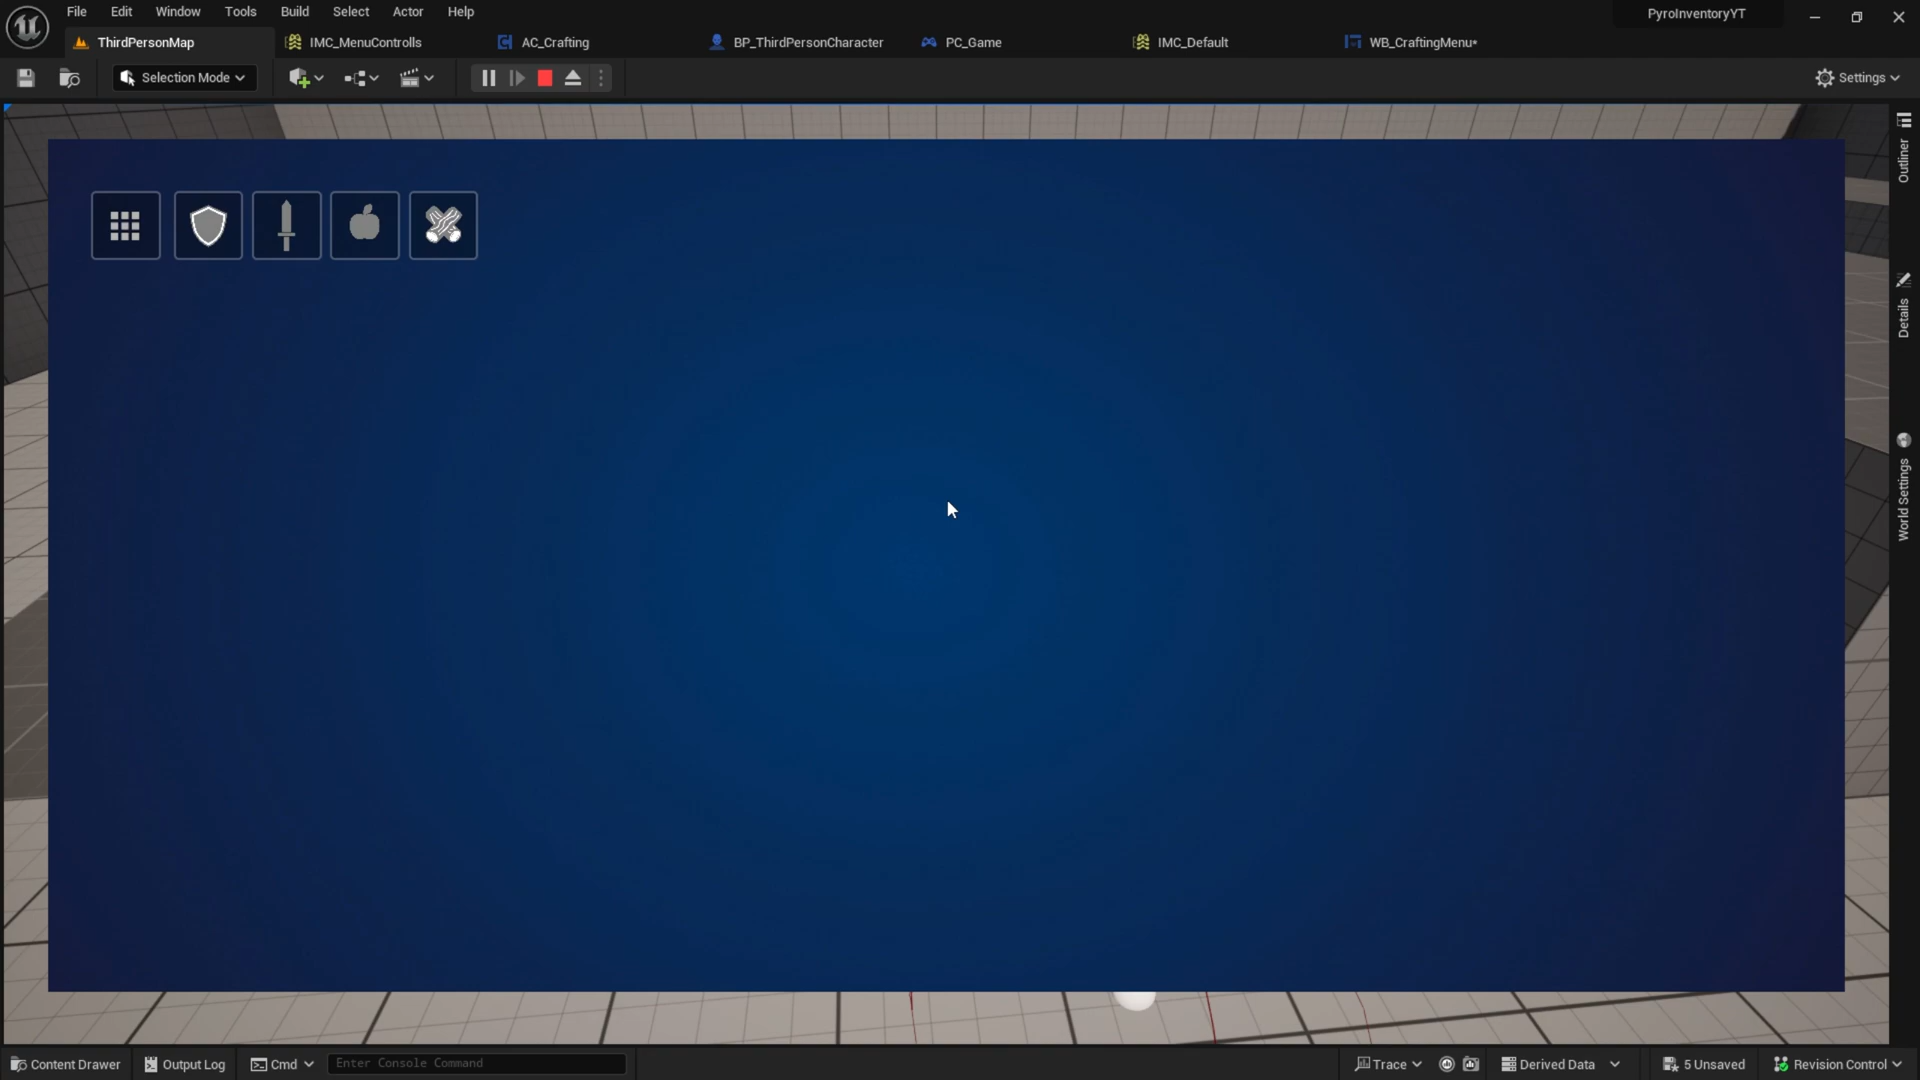 File Edit Window Tools Build Select Actor Help
PyroInventoryYT
ThirdPersonMap
IMC_MenuControlls
AC_Crafting
BP_ThirdPersonCharacter
PC_Game
IMC_Default
WB_CraftingMenu*
Selection Mode
Settings
Outliner
Details
World Settings
Content Drawer
Output Log
Cmd
Enter Console Command
Trace
Derived Data
5 Unsaved
Revision Control